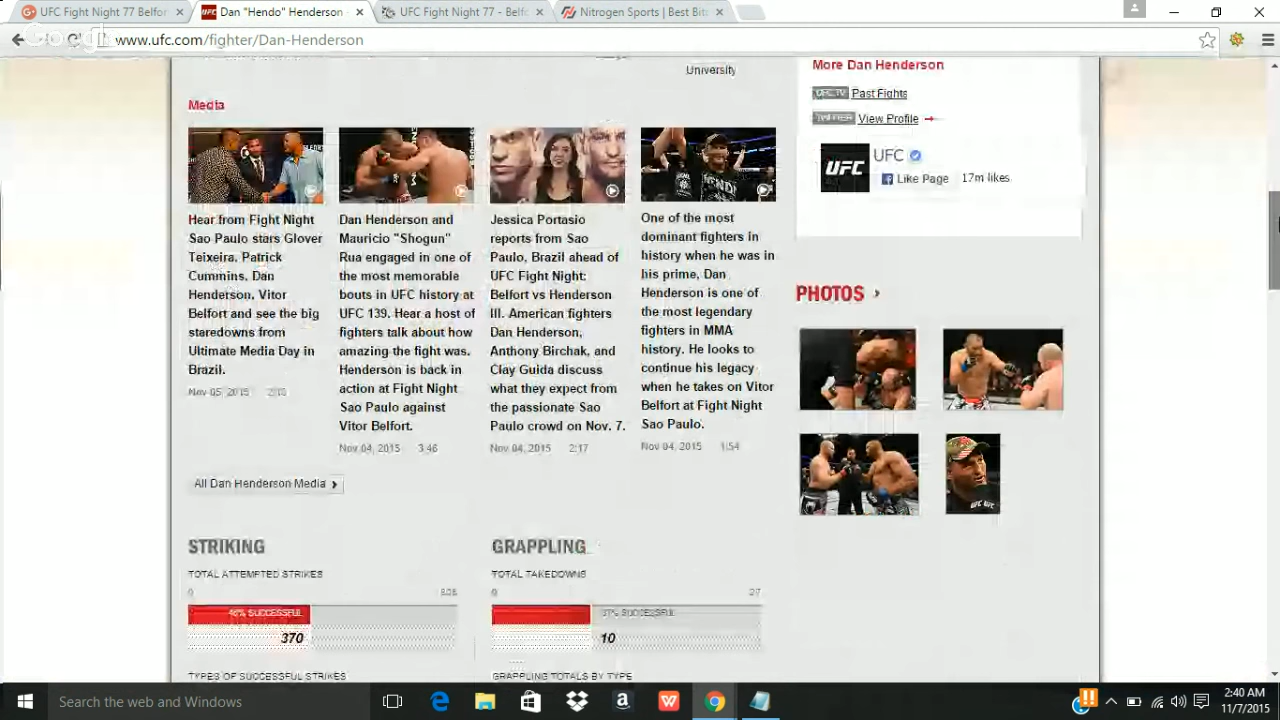 UFC Fight Night 77 Belfor
Dan "Hendo" Henderson -
UFC Fight Night 77 - Belfo
Nitrogen Sports | Best Bit
www.ufc.com/fighter/Dan-Henderson
University
Media
Hear from Fight Night
Sao Paulo stars Glover
Teixeira, Patrick
Cummins, Dan
Henderson, Vitor
Belfort and see the big
staredowns from
Ultimate Media Day in
Brazil.
Nov 05, 2015
Dan Henderson and
Mauricio "Shogun"
Rua engaged in one of
the most memorable
bouts in UFC history at
UFC 139. Hear a host of
fighters talk about how
amazing the fight was.
Henderson is back in
action at Fight Night
Sao Paulo against
Vitor Belfort.
Nov 04, 2015 3:46
Jessica Portasio
reports from Sao
Paulo, Brazil ahead of
UFC Fight Night:
Belfort vs Henderson
III. American fighters
Dan Henderson,
Anthony Birchak, and
Clay Guida discuss
what they expect from
the passionate Sao
Paulo crowd on Nov. 7.
Nov 04, 2015 2:17
One of the most
dominant fighters in
history when he was in
his prime, Dan
Henderson is one of
the most legendary
fighters in MMA
history. He looks to
continue his legacy
when he takes on Vitor
Belfort at Fight Night
Sao Paulo.
Nov 04, 2015 1:54
All Dan Henderson Media
More Dan Henderson
UFC.TV Past Fights
TWITTER View Profile
UFC
UFC
Like Page 17m likes
PHOTOS
STRIKING
TOTAL ATTEMPTED STRIKES
0
SUCCESSFUL
370
TYPES OF SUCCESSFUL STRIKES
GRAPPLING
TOTAL TAKEDOWNS
0 27
37% SUCCESSFUL
10
GRAPPLING TOTALS BY TYPE
Search the web and Windows
2:40 AM
11/7/2015